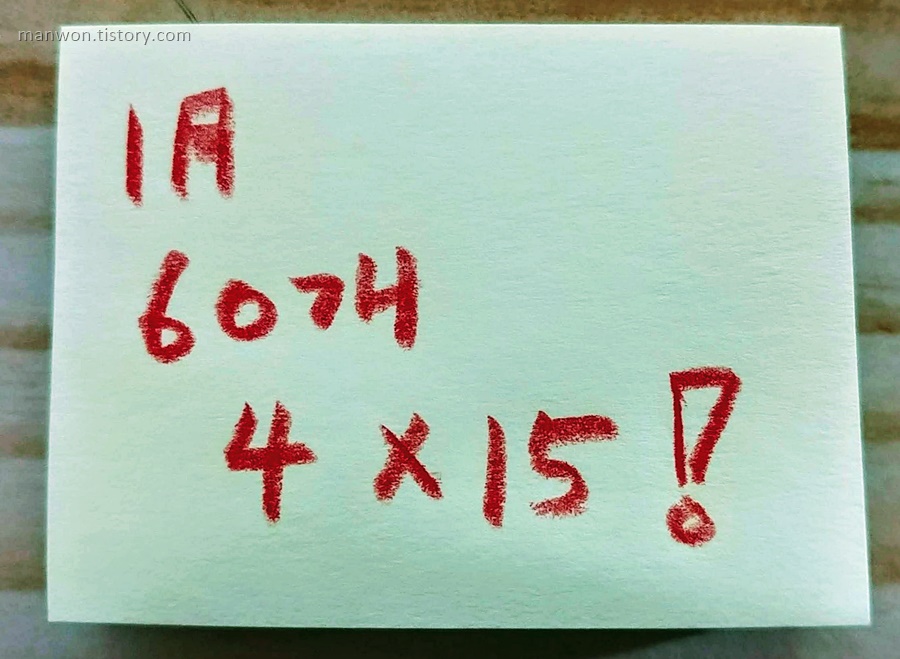 manwon.tistory.com
1月
60개
4 × 15 !